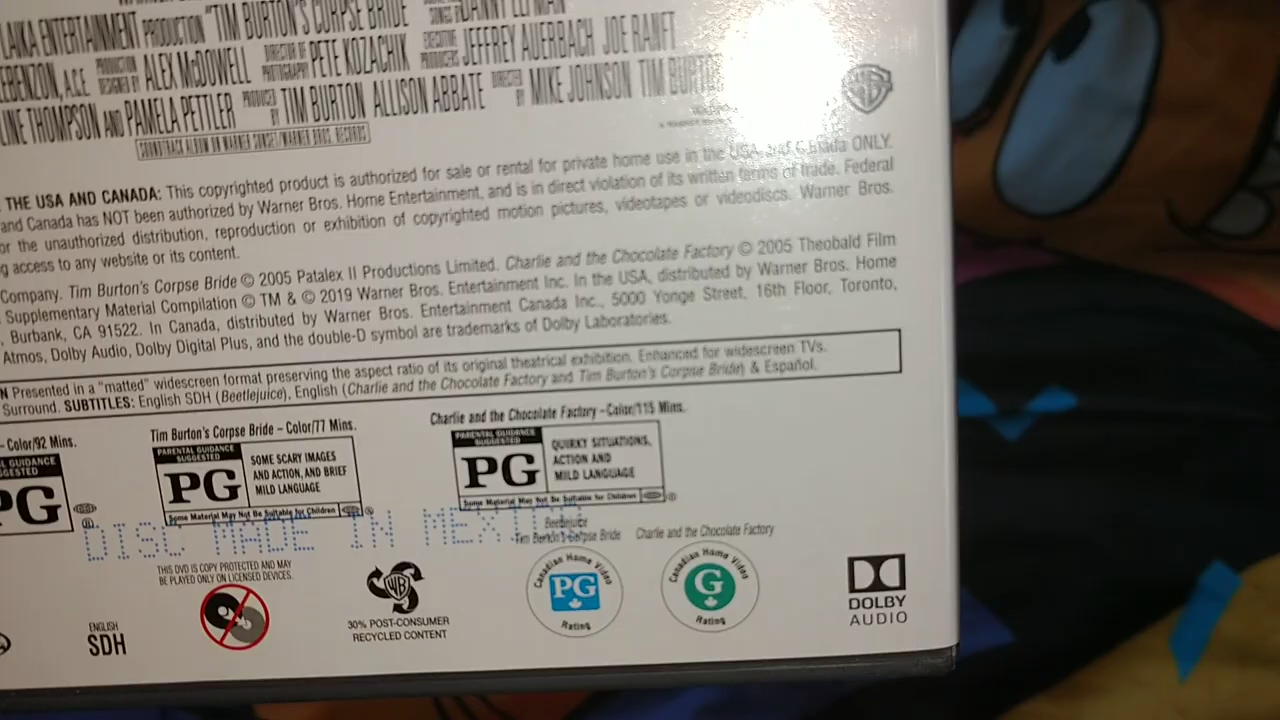 LAIKA ENTERTAINMENT PRODUCTION "TIM BURTON'S CORPSE BRIDE
LEBENZON, A.C.E. PRODUCTION DESIGNED BY ALEX McDOWELL DIRECTOR OF PHOTOGRAPHY PETE KOZACHIK EXECUTIVE PRODUCERS JEFFREY AUERBACH JOE RANFT
LINE THOMPSON AND PAMELA PETTLER PRODUCED BY TIM BURTON ALLISON ABBATE DIRECTED BY MIKE JOHNSON TIM BURTO
SOUNDTRACK ALBUM ON WARNER SUNSET/WARNER BROS. RECORDS
THE USA AND CANADA: This copyrighted product is authorized for sale or rental for private home use in the USA and Canada ONLY.
and Canada has NOT been authorized by Warner Bros. Home Entertainment, and is in direct violation of its written terms of trade. Federal
or the unauthorized distribution, reproduction or exhibition of copyrighted motion pictures, videotapes or videodiscs. Warner Bros.
g access to any website or its content.
Company. Tim Burton's Corpse Bride © 2005 Patalex II Productions Limited. Charlie and the Chocolate Factory © 2005 Theobald Film
Supplementary Material Compilation © TM & © 2019 Warner Bros. Entertainment Inc. In the USA, distributed by Warner Bros. Home
, Burbank, CA 91522. In Canada, distributed by Warner Bros. Entertainment Canada Inc., 5000 Yonge Street, 16th Floor, Toronto,
Atmos, Dolby Audio, Dolby Digital Plus, and the double-D symbol are trademarks of Dolby Laboratories.
N Presented in a "matted" widescreen format preserving the aspect ratio of its original theatrical exhibition. Enhanced for widescreen TVs.
Surround. SUBTITLES: English SDH (Beetlejuice), English (Charlie and the Chocolate Factory and Tim Burton's Corpse Bride) & Español.
– Color/92 Mins.
L GUIDANCE
GESTED
PG
Tim Burton's Corpse Bride – Color/77 Mins.
PARENTAL GUIDANCE SUGGESTED
PG
SOME SCARY IMAGES
AND ACTION, AND BRIEF
MILD LANGUAGE
Some Material May Not Be Suitable for Children
Charlie and the Chocolate Factory – Color/115 Mins.
PARENTAL GUIDANCE SUGGESTED
PG
QUIRKY SITUATIONS,
ACTION AND
MILD LANGUAGE
Some Material May Not Be Suitable for Children
DISC MADE IN MEXICO
THIS DVD IS COPY PROTECTED AND MAY
BE PLAYED ONLY ON LICENSED DEVICES.
ENGLISH
SDH
WB
30% POST-CONSUMER
RECYCLED CONTENT
Beetlejuice
Tim Burton's Corpse Bride
Canadian Home Video
PG
Rating
Charlie and the Chocolate Factory
Canadian Home Video
G
Rating
DOLBY
AUDIO